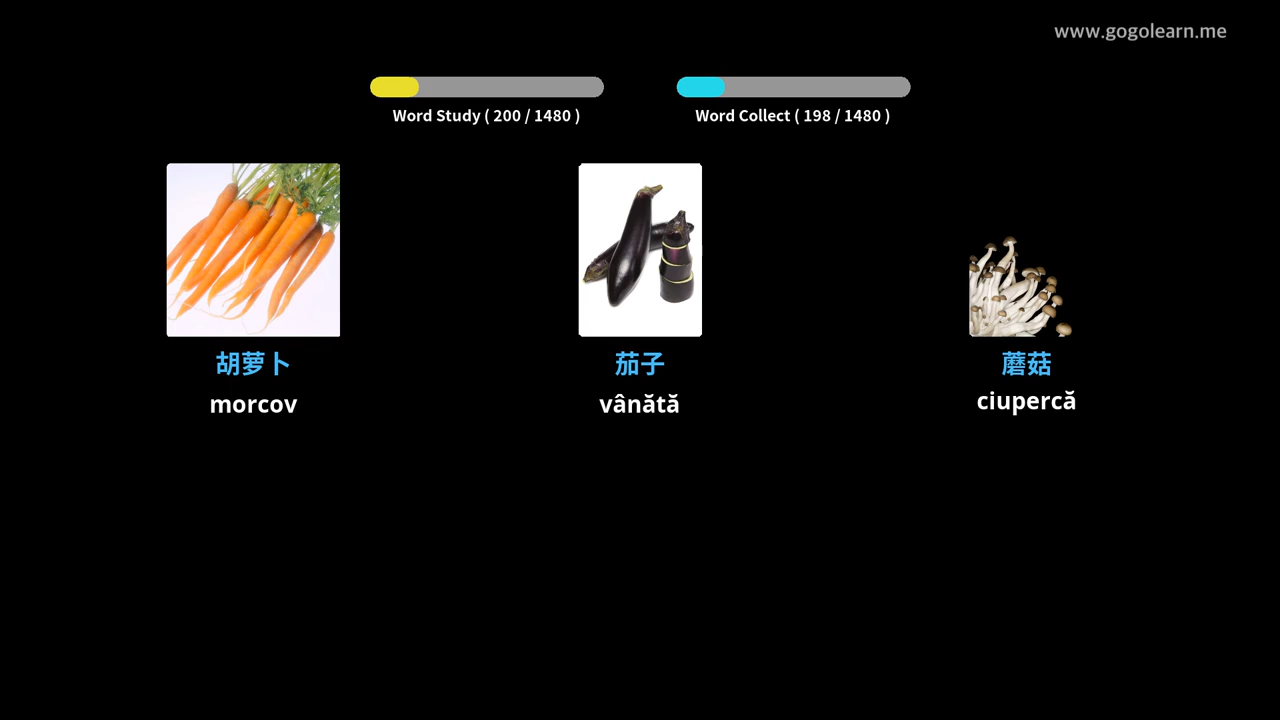 www.gogolearn.me
Word Study ( 200 / 1480 )
Word Collect ( 198 / 1480 )
胡萝卜
茄子
蘑菇
morcov
vânătă
ciupercă